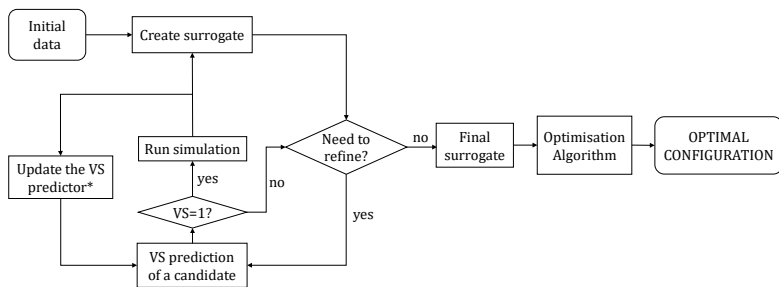 Initial
data
Create surrogate
Need to
refine?
no
Final
surrogate
Optimisation
Algorithm
OPTIMAL
CONFIGURATION
Run simulation
Update the VS
predictor*
yes
no
VS=1?
yes
VS prediction
of a candidate